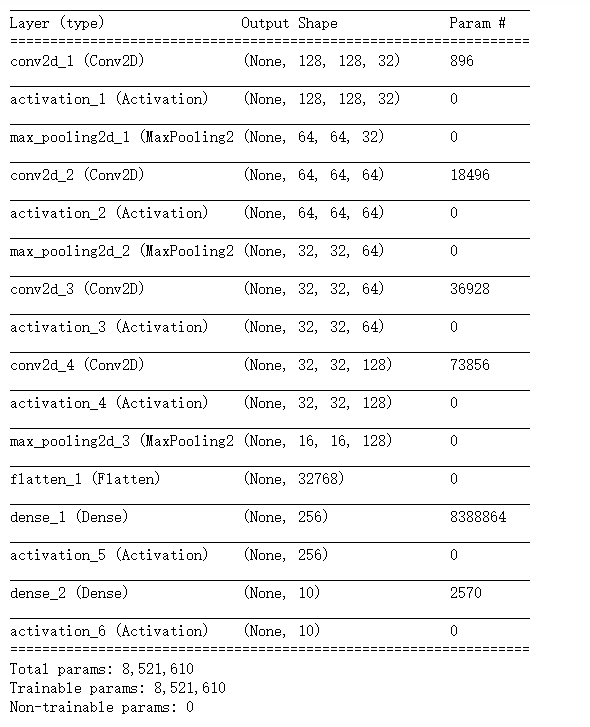 Layer (type) Output Shape Param #
conv2d_1 (Conv2D) (None, 128, 128, 32) 896
activation_1 (Activation) (None, 128, 128, 32) 0
max_pooling2d_1 (MaxPooling2 (None, 64, 64, 32) 0
conv2d_2 (Conv2D) (None, 64, 64, 64) 18496
activation_2 (Activation) (None, 64, 64, 64) 0
max_pooling2d_2 (MaxPooling2 (None, 32, 32, 64) 0
conv2d_3 (Conv2D) (None, 32, 32, 64) 36928
activation_3 (Activation) (None, 32, 32, 64) 0
conv2d_4 (Conv2D) (None, 32, 32, 128) 73856
activation_4 (Activation) (None, 32, 32, 128) 0
max_pooling2d_3 (MaxPooling2 (None, 16, 16, 128) 0
flatten_1 (Flatten) (None, 32768) 0
dense_1 (Dense) (None, 256) 8388864
activation_5 (Activation) (None, 256) 0
dense_2 (Dense) (None, 10) 2570
activation_6 (Activation) (None, 10) 0
Total params: 8,521,610
Trainable params: 8,521,610
Non-trainable params: 0